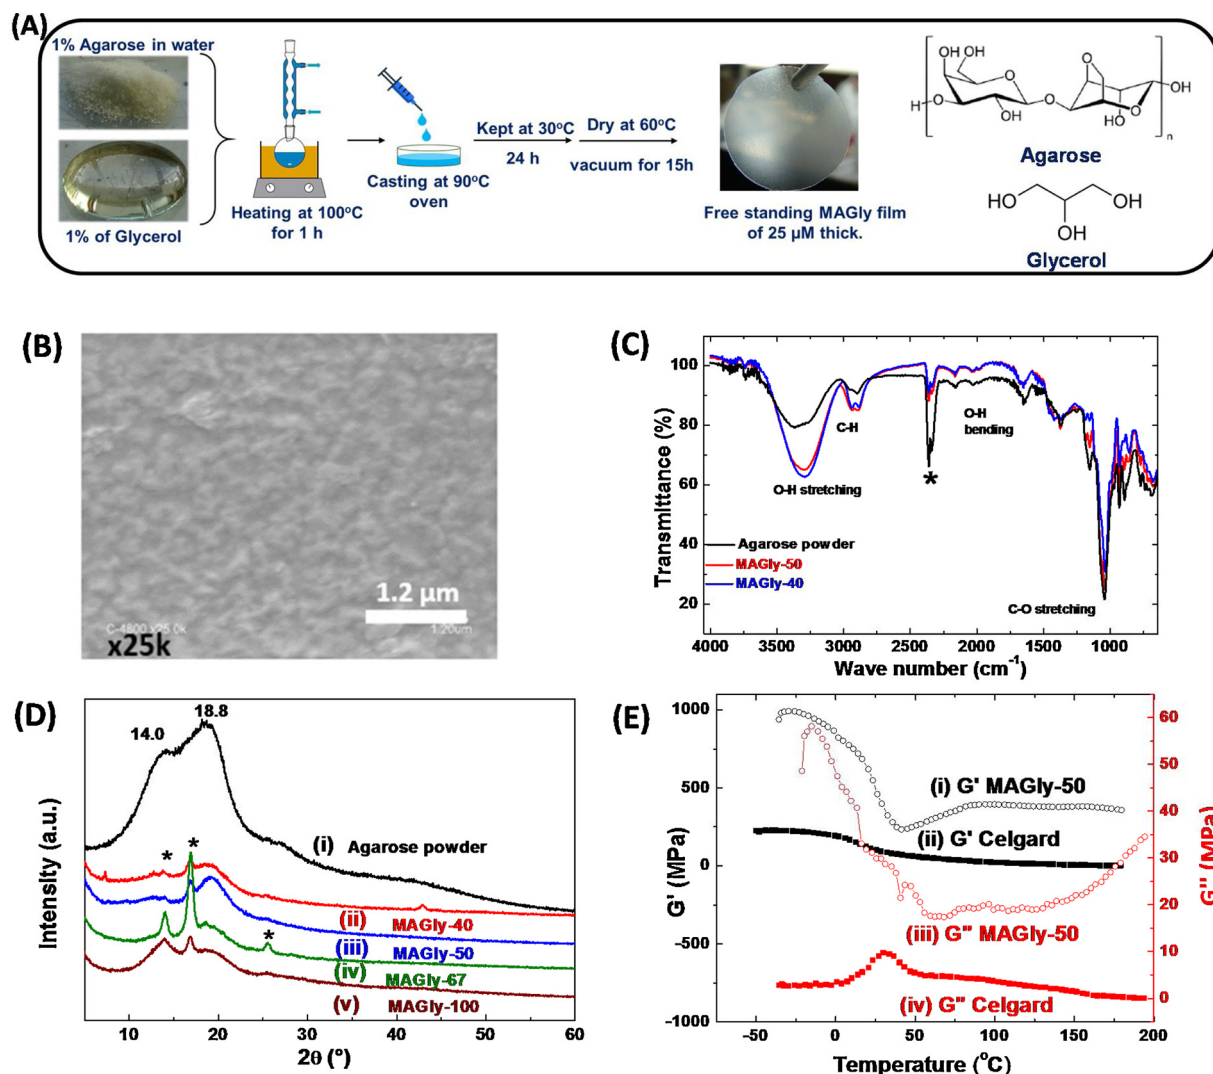 (A)
1% Agarose in water
1% of Glycerol
Heating at 100°C
for 1 h
Casting at 90°C
oven
Kept at 30°C
24 h
Dry at 60°C
vacuum for 15h
Free standing MAGly film
of 25 µM thick.
OH OH
H O OH O O OH HO O OH
n
Agarose
HO OH
OH
Glycerol
(B)
1.2 µm
C-4800 x25.0k 1.20um
x25k
(C)
Transmittance (%)
100
80
60
40
20
O-H stretching
C-H
*
O-H
bending
C-O stretching
Agarose powder
MAGly-50
MAGly-40
4000 3500 3000 2500 2000 1500 1000
Wave number (cm⁻¹)
(D)
Intensity (a.u.)
14.0
18.8
* * *
(i) Agarose powder
(ii) MAGly-40
(iii) MAGly-50
(iv) MAGly-67
(v) MAGly-100
10 20 30 40 50 60
2θ (°)
(E)
G' (MPa)
1000
500
0
-500
-1000
(i) G' MAGly-50
(ii) G' Celgard
(iii) G'' MAGly-50
(iv) G'' Celgard
60
50
40
30
20
10
0
G'' (MPa)
-50 0 50 100 150 200
Temperature (°C)